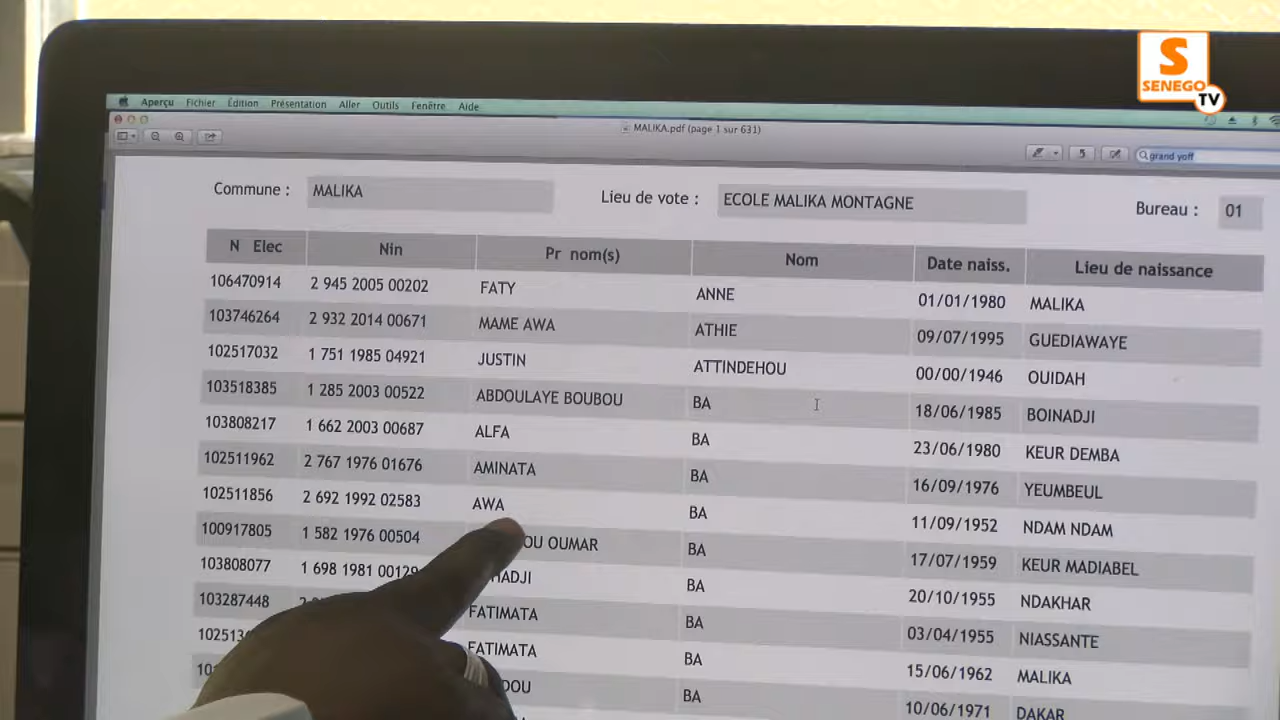 SENEGO
TV
Aperçu Fichier Édition Présentation Aller Outils Fenêtre Aide
MALIKA.pdf (page 1 sur 631)
grand yoff
Commune : MALIKA Lieu de vote : ECOLE MALIKA MONTAGNE Bureau : 01
N Elec Nin Pr nom(s) Nom Date naiss. Lieu de naissance
106470914 2 945 2005 00202 FATY ANNE 01/01/1980 MALIKA
103746264 2 932 2014 00671 MAME AWA ATHIE 09/07/1995 GUEDIAWAYE
102517032 1 751 1985 04921 JUSTIN ATTINDEHOU 00/00/1946 OUIDAH
103518385 1 285 2003 00522 ABDOULAYE BOUBOU BA 18/06/1985 BOINADJI
103808217 1 662 2003 00687 ALFA BA 23/06/1980 KEUR DEMBA
102511962 2 767 1976 01676 AMINATA BA 16/09/1976 YEUMBEUL
102511856 2 692 1992 02583 AWA BA 11/09/1952 NDAM NDAM
100917805 1 582 1976 00504 OUMAR BA 17/07/1959 KEUR MADIABEL
103808077 1 698 1981 BA 20/10/1955 NDAKHAR
103287448 FATIMATA BA 03/04/1955 NIASSANTE
FATIMATA BA 15/06/1962 MALIKA
BA 10/06/1971 DAKAR